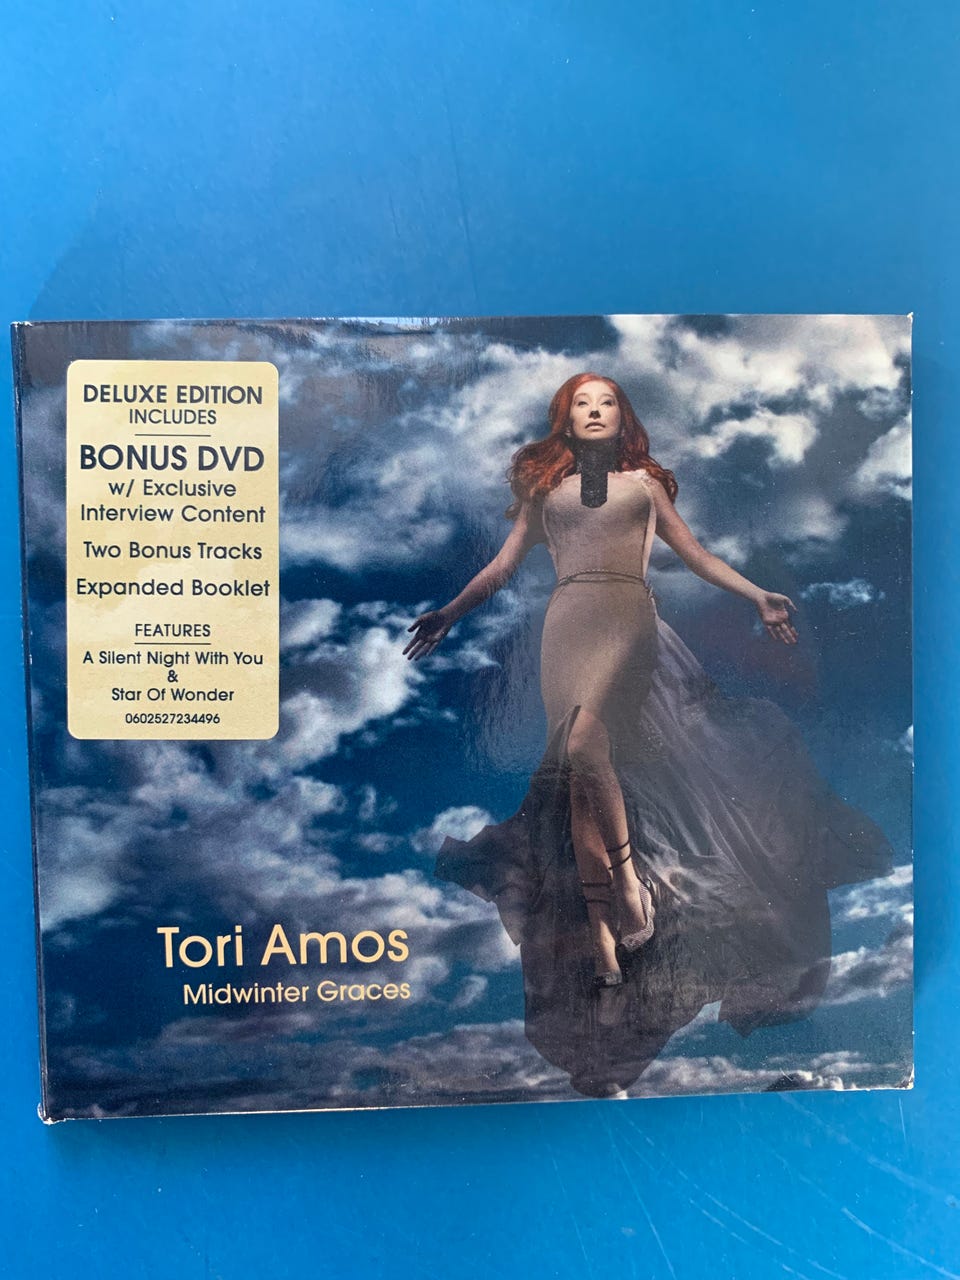 DELUXE EDITION
INCLUDES
BONUS DVD
w/ Exclusive
Interview Content
Two Bonus Tracks
Expanded Booklet
FEATURES
A Silent Night With You
&
Star Of Wonder
0602527234496
Tori Amos
Midwinter Graces